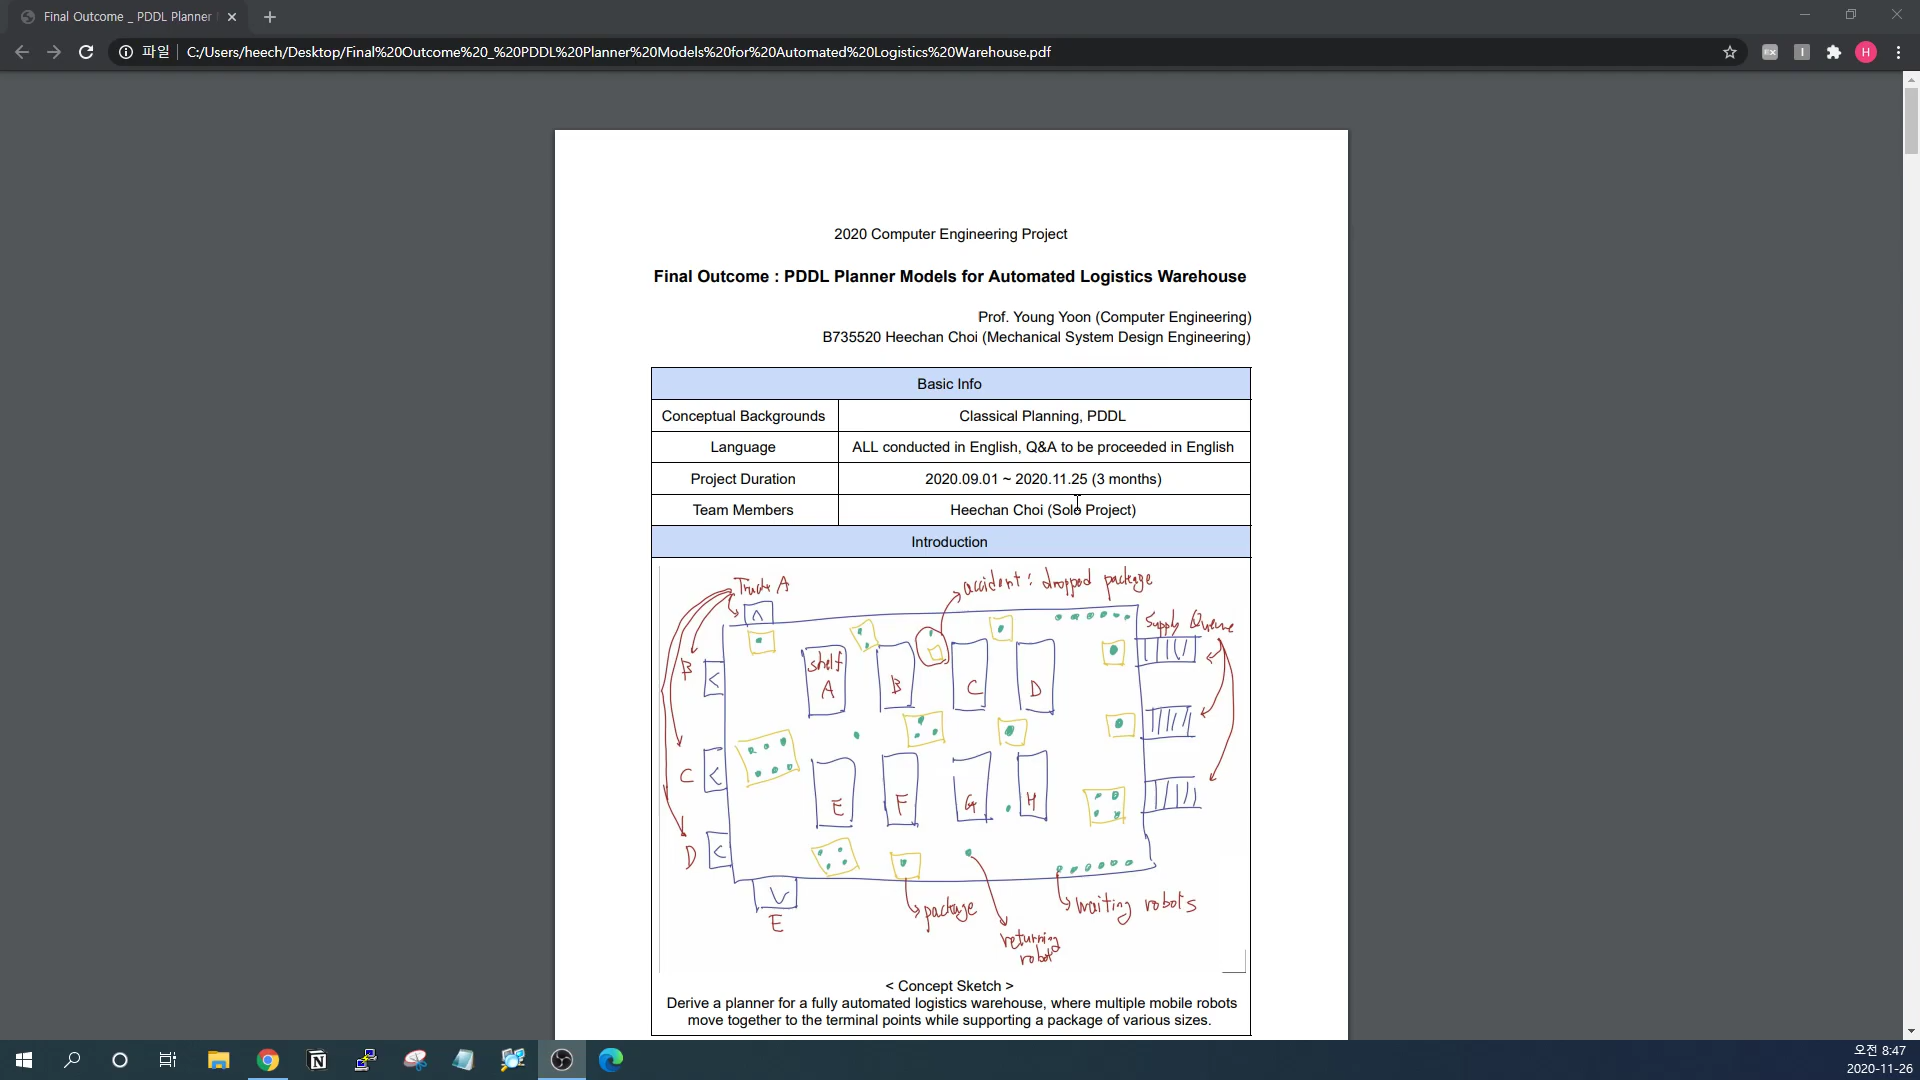 Final Outcome _ PDDL Planner
파일
C:/Users/heech/Desktop/Final%20Outcome%20_%20PDDL%20Planner%20Models%20for%20Automated%20Logistics%20Warehouse.pdf
EX
I
H
2020 Computer Engineering Project
Final Outcome : PDDL Planner Models for Automated Logistics Warehouse
Prof. Young Yoon (Computer Engineering)
B735520 Heechan Choi (Mechanical System Design Engineering)
Basic Info
Conceptual Backgrounds
Classical Planning, PDDL
Language
ALL conducted in English, Q&A to be proceeded in English
Project Duration
2020.09.01 ~ 2020.11.25 (3 months)
Team Members
Heechan Choi (Solo Project)
Introduction
Truck A
accident : dropped package
Supply Queue
B
shelf
A
B
C
D
C
E
F
G
H
D
E
package
returning
robot
waiting robots
< Concept Sketch >
Derive a planner for a fully automated logistics warehouse, where multiple mobile robots
move together to the terminal points while supporting a package of various sizes.
N
오전 8:47
2020-11-26